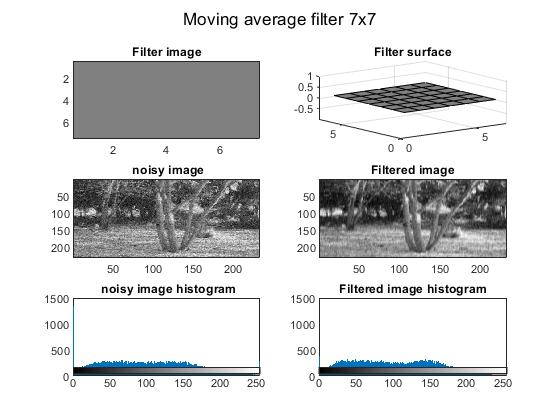 Moving average filter 7x7
Filter image
2
4
6
2 4 6
Filter surface
1
0.5
0
-0.5
5
0 0
5
noisy image
50
100
150
200
50 100 150 200
Filtered image
50
100
150
200
50 100 150 200
noisy image histogram
1500
1000
500
0
0 50 100 150 200 250
Filtered image histogram
1500
1000
500
0
0 50 100 150 200 250